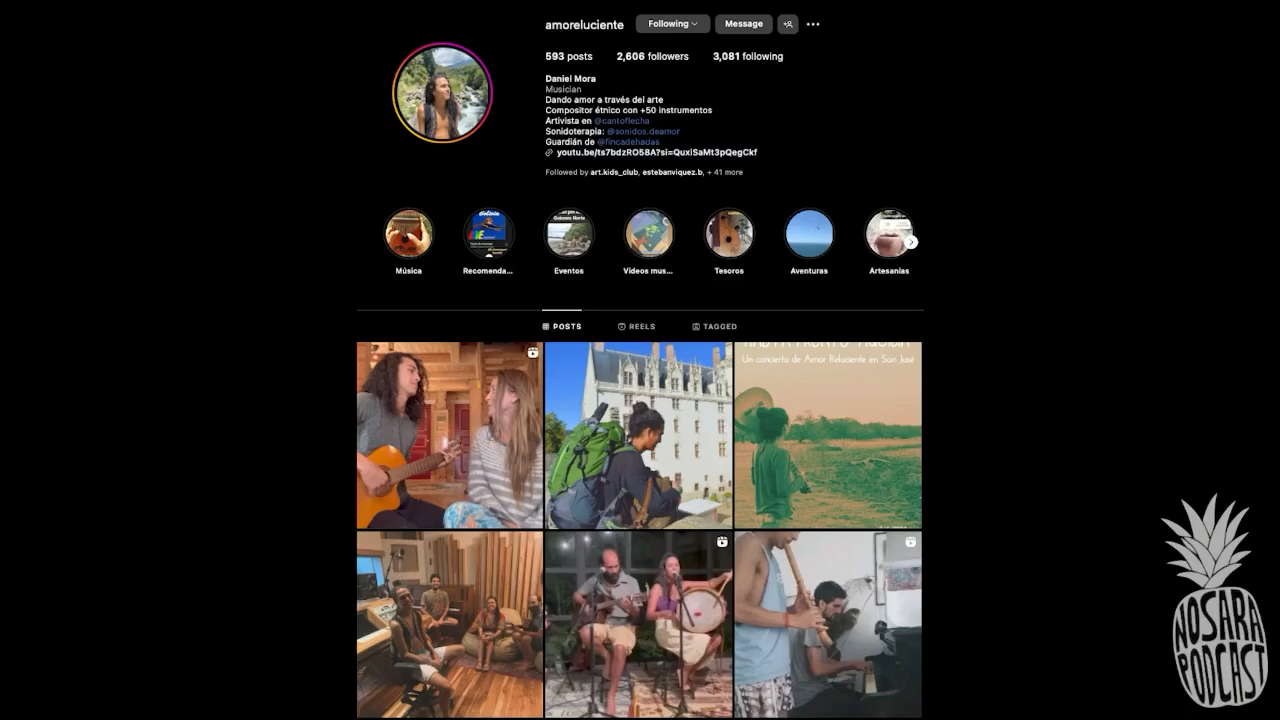 amoreluciente Following Message
593 posts 2,606 followers 3,081 following
Daniel Mora
Musician
Dando amor a través del arte
Compositor étnico con +50 instrumentos
Artivista en @cantoflecha
Sonidoterapia: @sonidos.deamor
Guardián de @fincadehadas
youtu.be/ts7bdzRO58A?si=QuxiSaMt3pQegCkf
Followed by art.kids_club, estebanviquez.b, + 41 more
Música Recomenda... Eventos Videos mus... Tesoros Aventuras Artesanias
POSTS REELS TAGGED
Un concierto de Amor Reluciente en San José
NOSARA
PODCAST